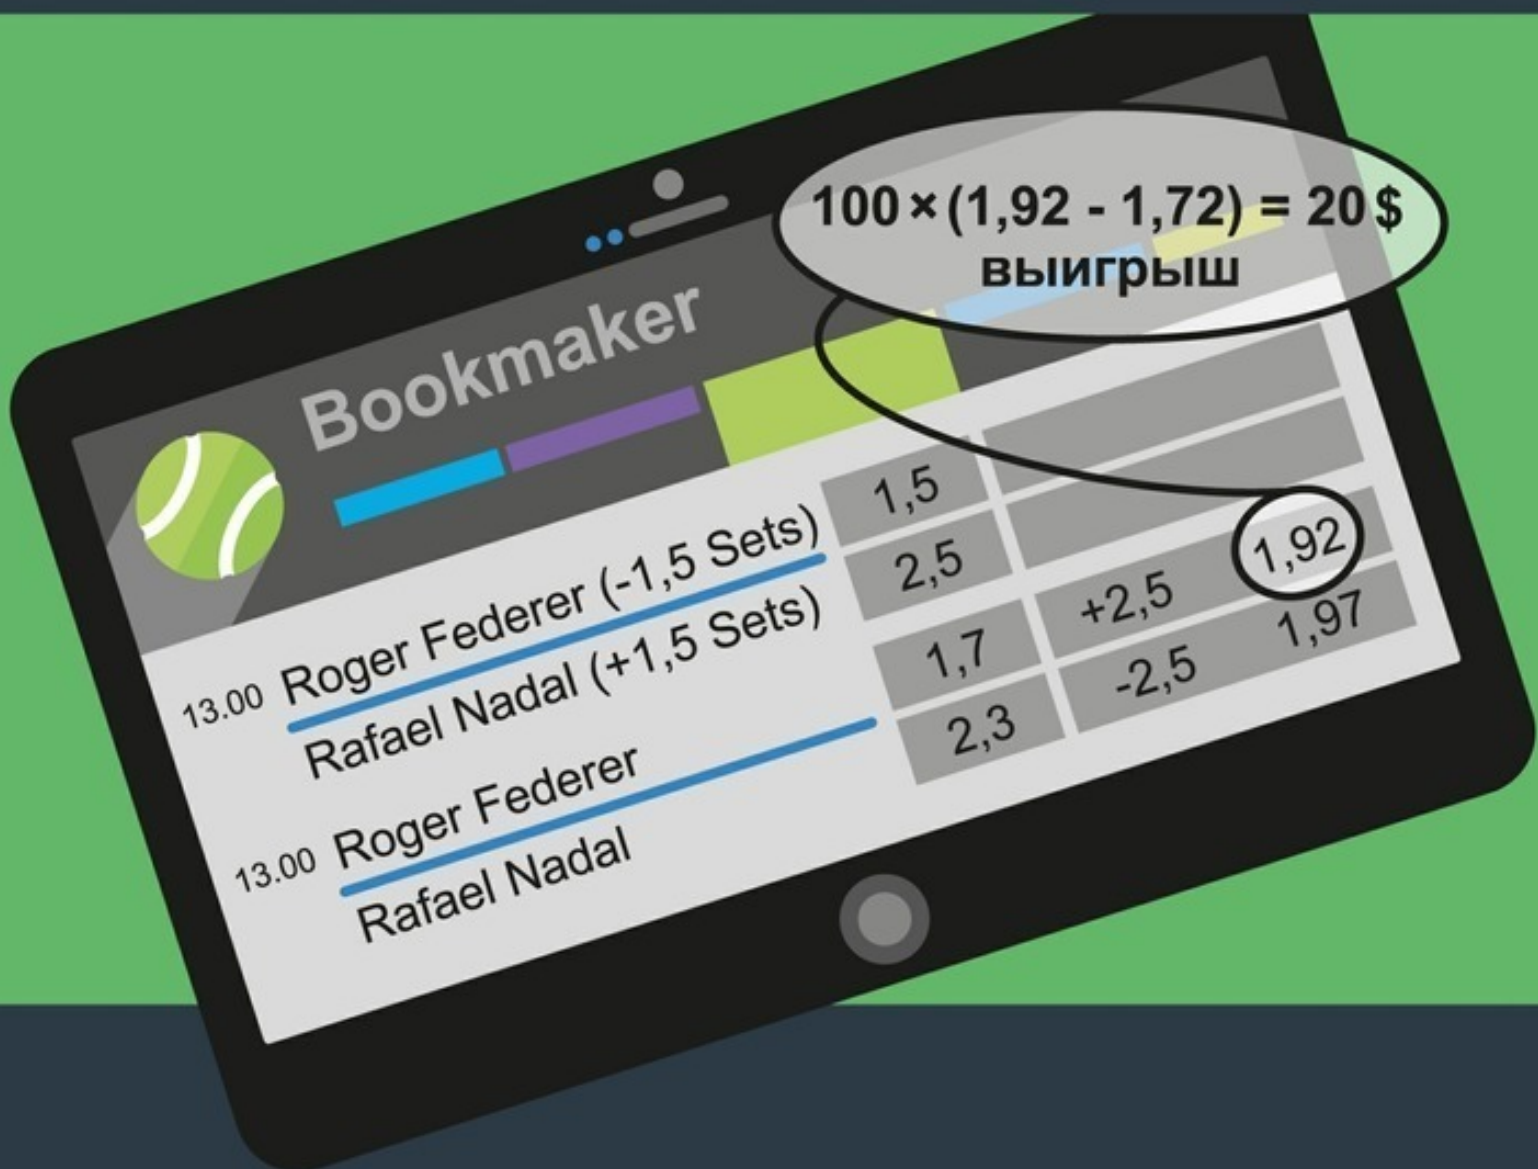 100×(1,92 - 1,72) = 20$
выигрыш
Bookmaker
13.00 Roger Federer (-1,5 Sets) 1,5
Rafael Nadal (+1,5 Sets) 2,5
13.00 Roger Federer 1,7 +2,5 1,92
Rafael Nadal 2,3 -2,5 1,97